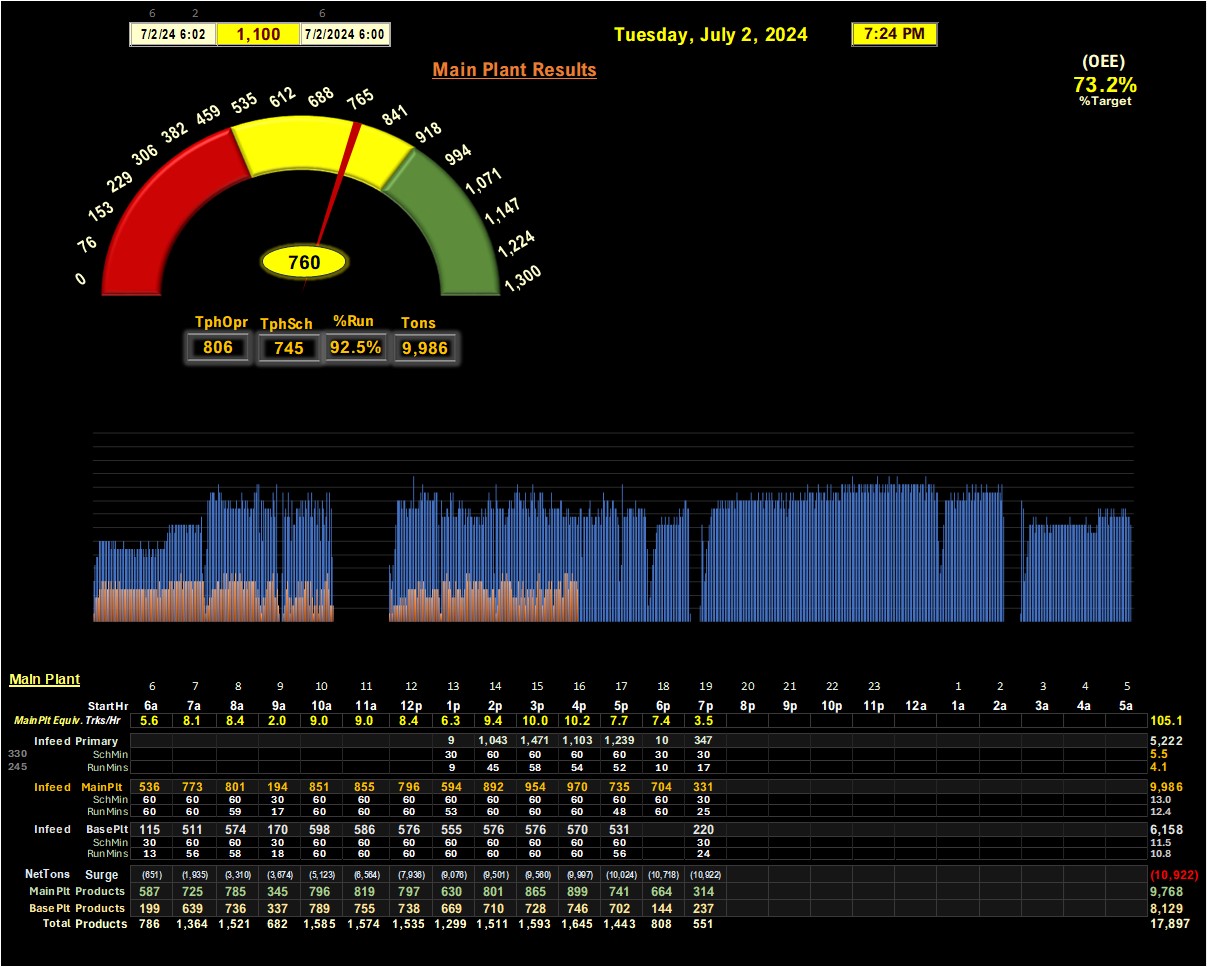 6 2 6
7/2/24 6:02 1,100 7/2/2024 6:00 Tuesday, July 2, 2024 7:24 PM
(OEE)
Main Plant Results
73.2%
%Target
0 76 153 229 306 382 459 535 612 688 765 841 918 994 1,071 1,147 1,224 1,300
760
TphOpr TphSch %Run Tons
806 745 92.5% 9,986
Main Plant
6 7 8 9 10 11 12 13 14 15 16 17 18 19 20 21 22 23 1 2 3 4 5
StartHr 6a 7a 8a 9a 10a 11a 12p 1p 2p 3p 4p 5p 6p 7p 8p 9p 10p 11p 12a 1a 2a 3a 4a 5a
MainPlt Equiv. Trks/Hr 5.6 8.1 8.4 2.0 9.0 9.0 8.4 6.3 9.4 10.0 10.2 7.7 7.4 3.5 105.1
Infeed Primary 9 1,043 1,471 1,103 1,239 10 347 5,222
330 SchMin 30 60 60 60 60 30 30 5.5
245 RunMins 9 45 58 54 52 10 17 4.1
Infeed MainPlt 536 773 801 194 851 855 796 594 892 954 970 735 704 331 9,986
SchMin 60 60 60 30 60 60 60 60 60 60 60 60 60 30 13.0
RunMins 60 60 59 17 60 60 60 53 60 60 60 48 60 25 12.4
Infeed BasePlt 115 511 574 170 598 586 576 555 576 576 570 531 220 6,158
SchMin 30 60 60 30 60 60 60 60 60 60 60 60 30 11.5
RunMins 13 56 58 18 60 60 60 60 60 60 60 56 24 10.8
NetTons Surge (651) (1,935) (3,310) (3,674) (5,123) (6,564) (7,936) (9,076) (9,501) (9,560) (9,997) (10,024) (10,718) (10,922) (10,922)
MainPlt Products 587 725 785 345 796 819 797 630 801 865 899 741 664 314 9,768
BasePlt Products 199 639 736 337 789 755 738 669 710 728 746 702 144 237 8,129
Total Products 786 1,364 1,521 682 1,585 1,574 1,535 1,299 1,511 1,593 1,645 1,443 808 551 17,897